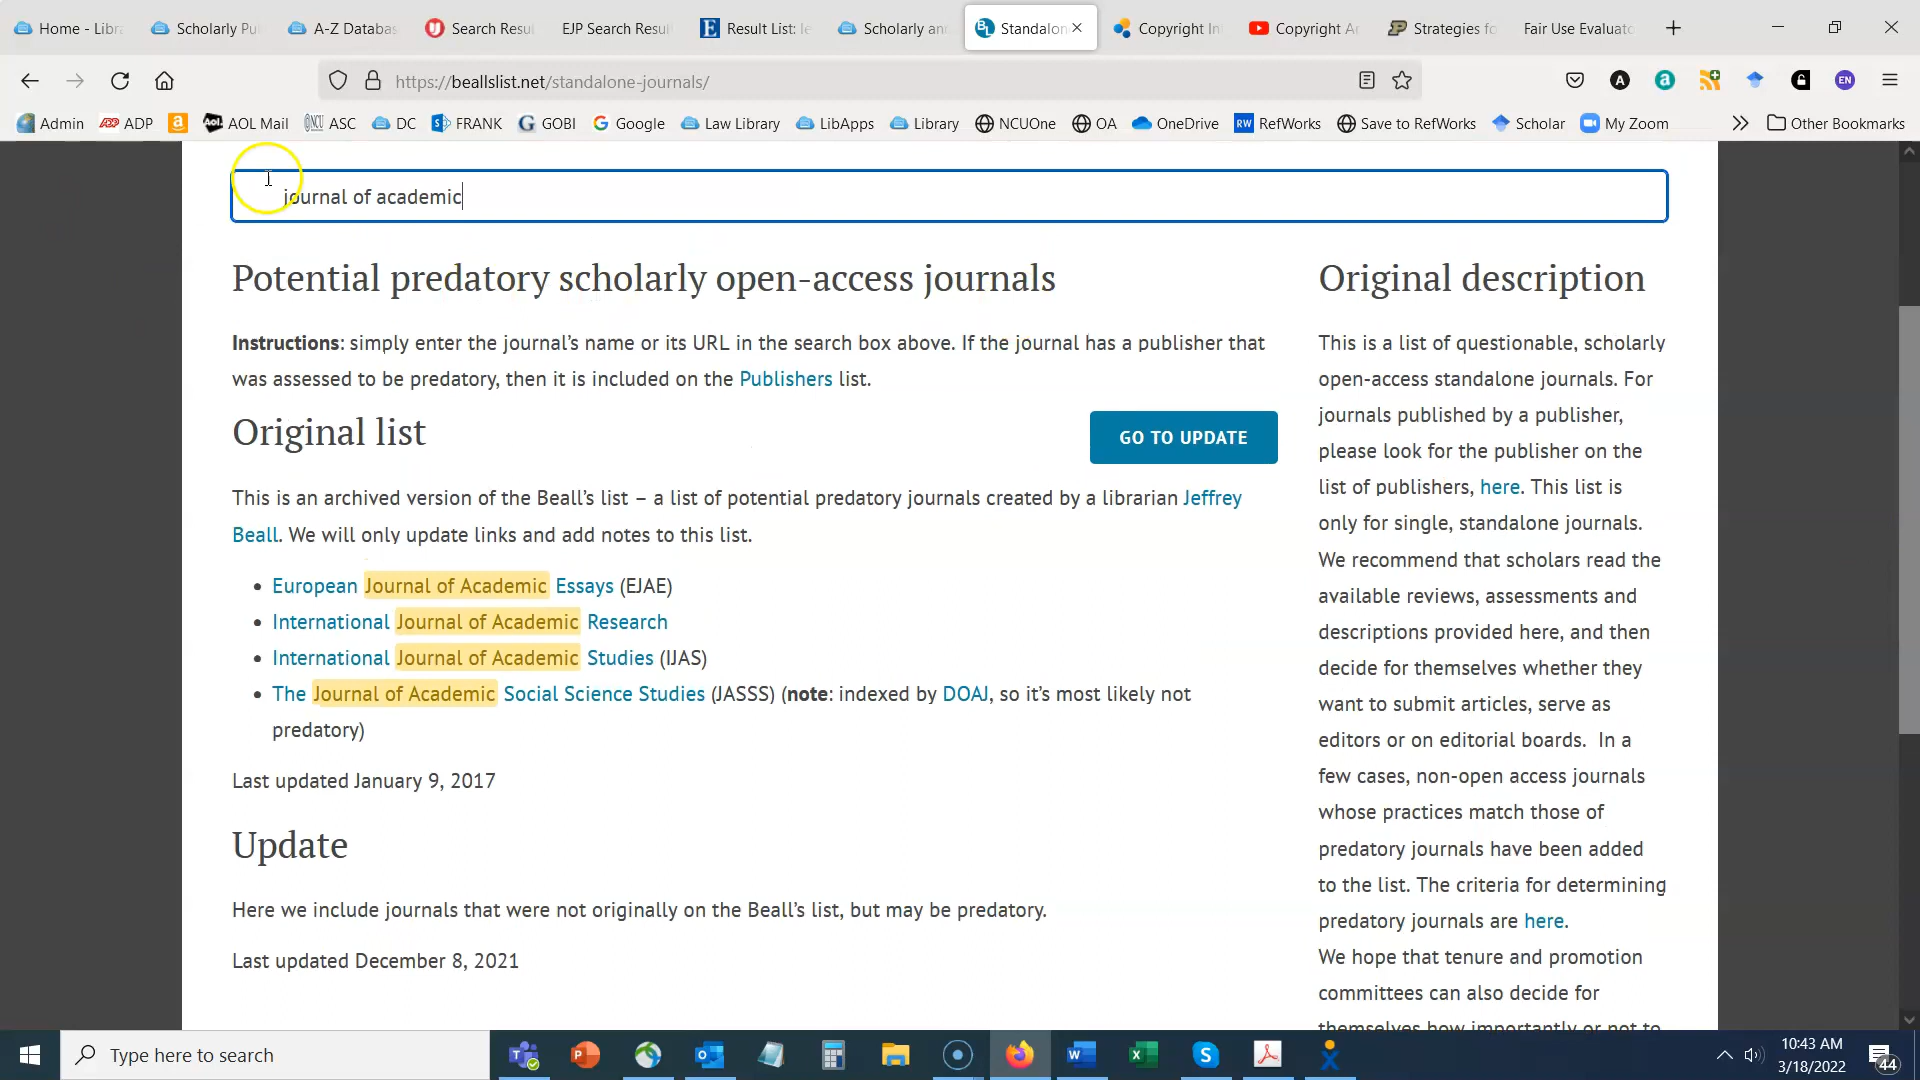 Home - Libr
Scholarly Pu
A-Z Databas
Search Resu
EJP Search Resul
Result List: le
Scholarly an
Standalon
Copyright In
Copyright A
Strategies fo
Fair Use Evaluato
https://beallslist.net/standalone-journals/
Admin
ADP
AOL Mail
ASC
DC
FRANK
GOBI
Google
Law Library
LibApps
Library
NCUOne
OA
OneDrive
RefWorks
Save to RefWorks
Scholar
My Zoom
Other Bookmarks
journal of academic
Potential predatory scholarly open-access journals
Instructions: simply enter the journal's name or its URL in the search box above. If the journal has a publisher that
was assessed to be predatory, then it is included on the Publishers list.
Original list
GO TO UPDATE
This is an archived version of the Beall's list – a list of potential predatory journals created by a librarian Jeffrey
Beall. We will only update links and add notes to this list.
European Journal of Academic Essays (EJAE)
International Journal of Academic Research
International Journal of Academic Studies (IJAS)
The Journal of Academic Social Science Studies (JASSS) (note: indexed by DOAJ, so it's most likely not
predatory)
Last updated January 9, 2017
Update
Here we include journals that were not originally on the Beall's list, but may be predatory.
Last updated December 8, 2021
Original description
This is a list of questionable, scholarly
open-access standalone journals. For
journals published by a publisher,
please look for the publisher on the
list of publishers, here. This list is
only for single, standalone journals.
We recommend that scholars read the
available reviews, assessments and
descriptions provided here, and then
decide for themselves whether they
want to submit articles, serve as
editors or on editorial boards. In a
few cases, non-open access journals
whose practices match those of
predatory journals have been added
to the list. The criteria for determining
predatory journals are here.
We hope that tenure and promotion
committees can also decide for
themselves how importantly or not to
Type here to search
10:43 AM
3/18/2022
44